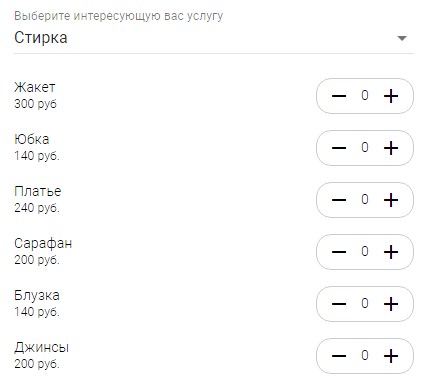 Выберите интересующую вас услугу
Стирка
Жакет
300 руб
0
Юбка
140 руб.
0
Платье
240 руб.
0
Сарафан
200 руб.
0
Блузка
140 руб.
0
Джинсы
200 руб.
0